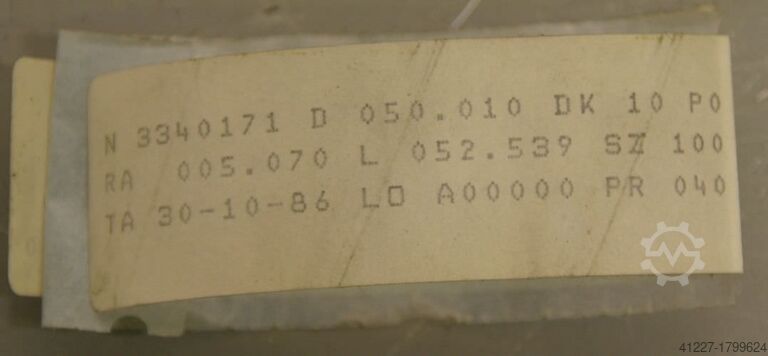 N 3340171 D 050.010 DK 10 P0
RA 005.070 L 052.539 SZ 100
TA 30-10-86 LO A00000 PR 040
41227-1799624